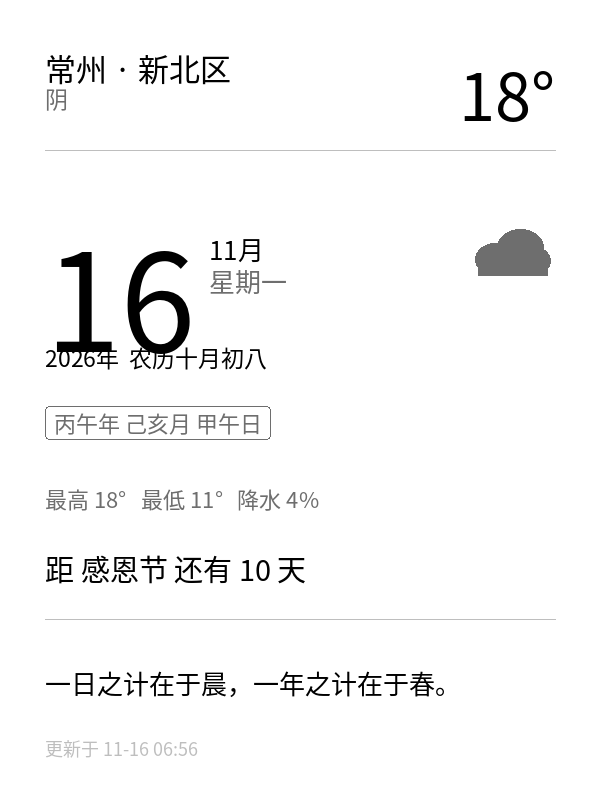 常州 · 新北区
阴
18°
16
11月
星期一
2026年 农历十月初八
丙午年 己亥月 甲午日
最高 18° 最低 11° 降水 4%
距 感恩节 还有 10 天
一日之计在于晨，一年之计在于春。
更新于 11-16 06:56